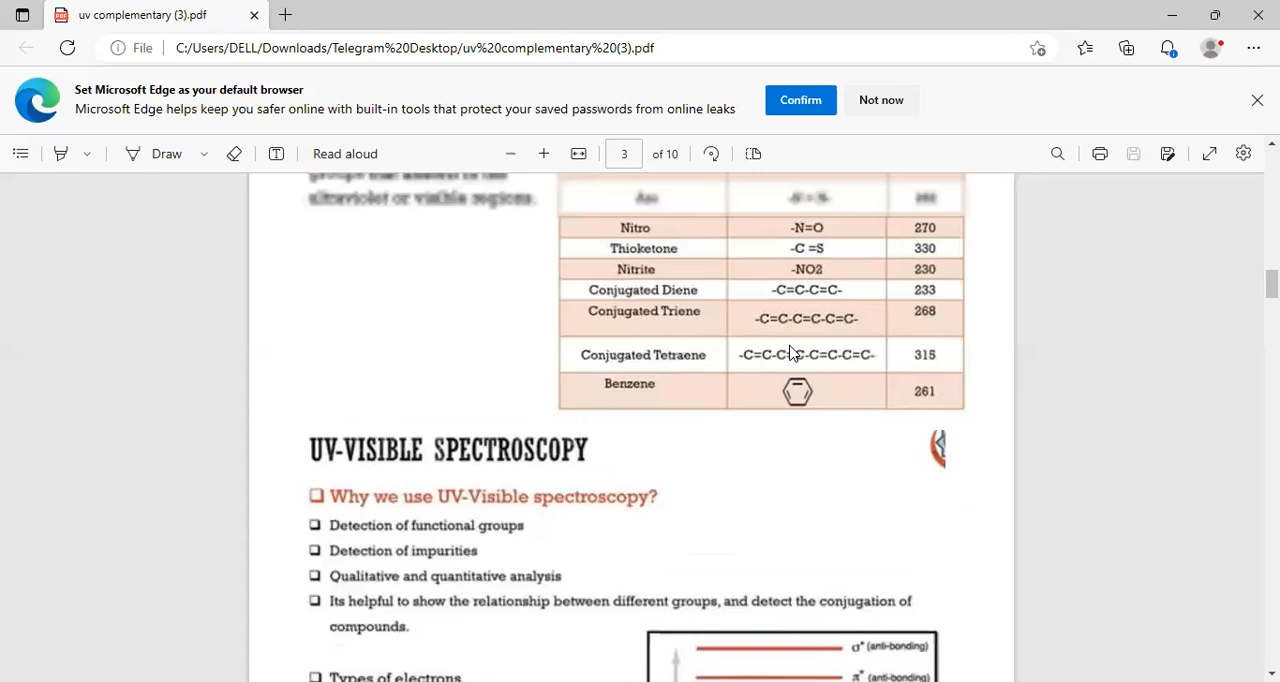 uv complementary (3).pdf
File C:/Users/DELL/Downloads/Telegram%20Desktop/uv%20complementary%20(3).pdf
Set Microsoft Edge as your default browser
Microsoft Edge helps keep you safer online with built-in tools that protect your saved passwords from online leaks
Confirm Not now
Draw Read aloud 3 of 10
ultraviolet or visible regions.
Nitro -N=O 270
Thioketone -C =S 330
Nitrite -NO2 230
Conjugated Diene -C=C-C=C- 233
Conjugated Triene -C=C-C=C-C=C- 268
Conjugated Tetraene -C=C-C=C-C=C-C=C- 315
Benzene 261
UV-VISIBLE SPECTROSCOPY
Why we use UV-Visible spectroscopy?
Detection of functional groups
Detection of impurities
Qualitative and quantitative analysis
Its helpful to show the relationship between different groups, and detect the conjugation of
compounds.
σ* (anti-bonding)
Types of electrons
π* (anti-bonding)